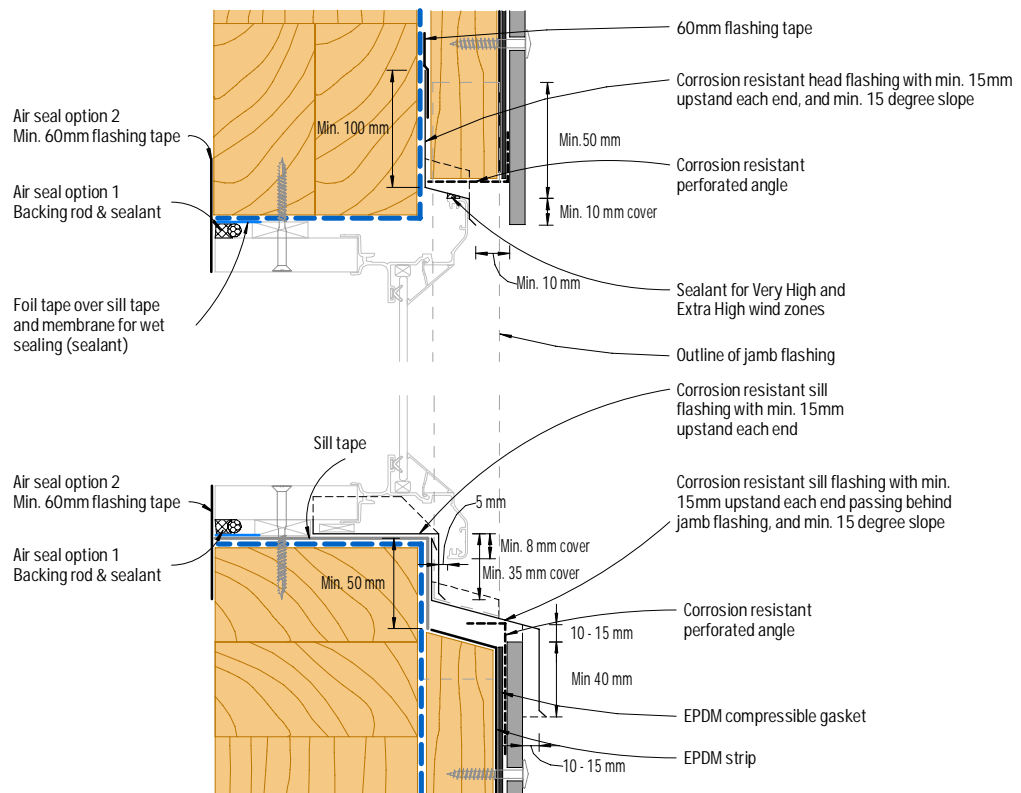 60mm flashing tape
Corrosion resistant head flashing with min. 15mm
upstand each end, and min. 15 degree slope
Air seal option 2
Min. 60mm flashing tape
Min. 100 mm
Min.50 mm
Corrosion resistant
perforated angle
Air seal option 1
Backing rod & sealant
Min. 10mm cover
Min. 10 mm
Sealant for Very High and
Extra High wind zones
Foil tape over sill tape
and membrane for wet
sealing (sealant)
Outline of jamb flashing
Corrosion resistant sill
flashing with min. 15mm
upstand each end
Sill tape
Air seal option 2
Min. 60mm flashing tape
Corrosion resistant sill flashing with min.
15mm upstand each end passing behind
jamb flashing, and min. 15 degree slope
5 mm
Min. 8 mm cover
Air seal option 1
Backing rod & sealant
Min. 50 mm
Min. 35 mm cover
Corrosion resistant
perforated angle
10 - 15 mm
Min 40 mm
EPDM compressible gasket
EPDM strip
10 - 15 mm